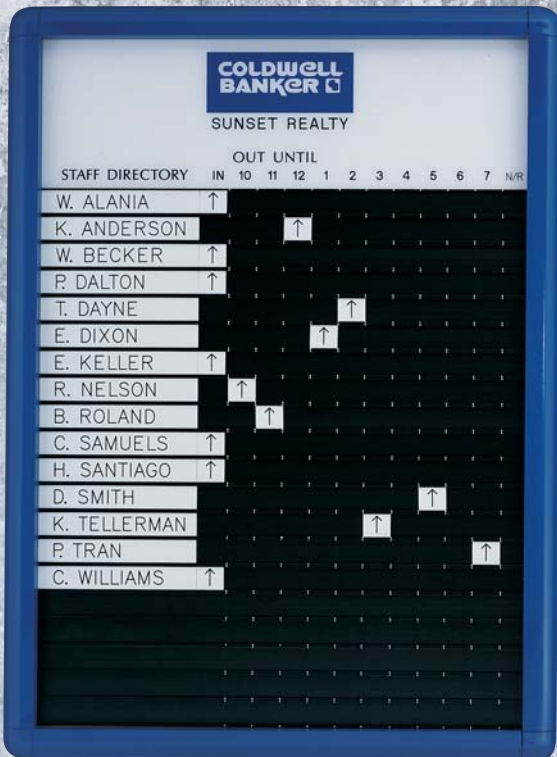 COLDWELL
BANKER
SUNSET REALTY
OUT UNTIL
STAFF DIRECTORY IN 10 11 12 1 2 3 4 5 6 7 N/R
W. ALANIA ↑
K. ANDERSON ↑
W. BECKER ↑
P. DALTON ↑
T. DAYNE ↑
E. DIXON ↑
E. KELLER ↑
R. NELSON ↑
B. ROLAND ↑
C. SAMUELS ↑
H. SANTIAGO ↑
D. SMITH ↑
K. TELLERMAN ↑
P. TRAN ↑
C. WILLIAMS ↑